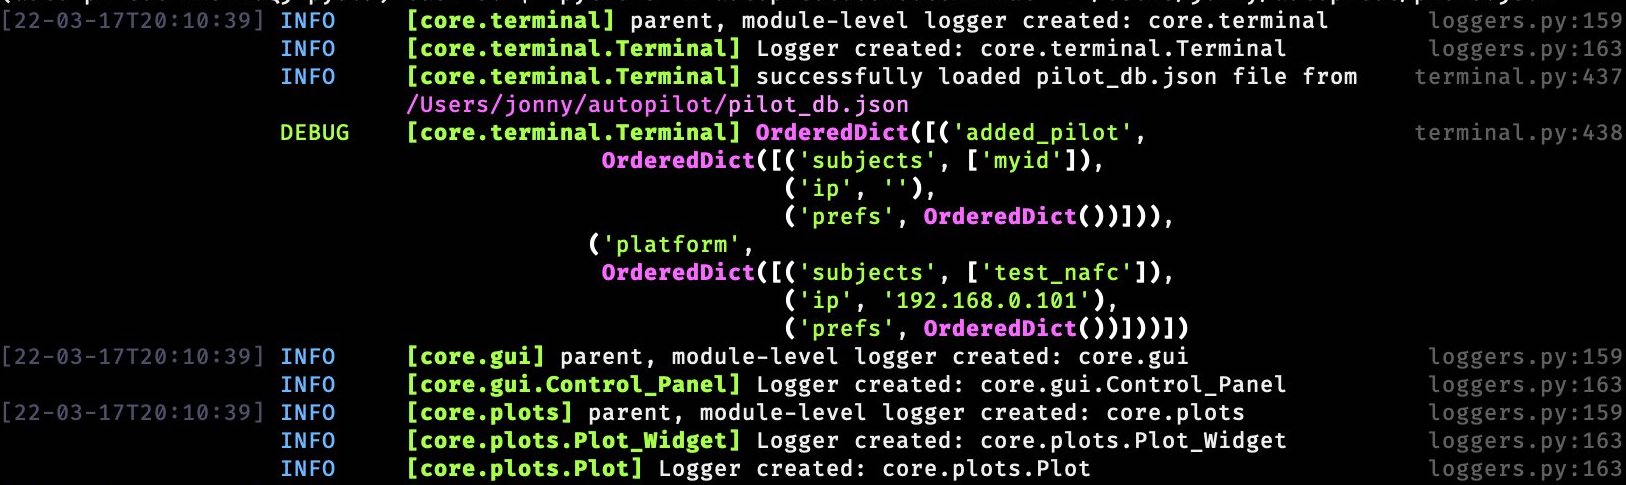 [22-03-17T20:10:39] INFO [core.terminal] parent, module-level logger created: core.terminal loggers.py:159
INFO [core.terminal.Terminal] Logger created: core.terminal.Terminal loggers.py:163
INFO [core.terminal.Terminal] successfully loaded pilot_db.json file from terminal.py:437
/Users/jonny/autopilot/pilot_db.json
DEBUG [core.terminal.Terminal] OrderedDict([('added_pilot', terminal.py:438
OrderedDict([('subjects', ['myid']),
('ip', ''),
('prefs', OrderedDict())])),
('platform',
OrderedDict([('subjects', ['test_nafc']),
('ip', '192.168.0.101'),
('prefs', OrderedDict())]))])
[22-03-17T20:10:39] INFO [core.gui] parent, module-level logger created: core.gui loggers.py:159
INFO [core.gui.Control_Panel] Logger created: core.gui.Control_Panel loggers.py:163
[22-03-17T20:10:39] INFO [core.plots] parent, module-level logger created: core.plots loggers.py:159
INFO [core.plots.Plot_Widget] Logger created: core.plots.Plot_Widget loggers.py:163
INFO [core.plots.Plot] Logger created: core.plots.Plot loggers.py:163